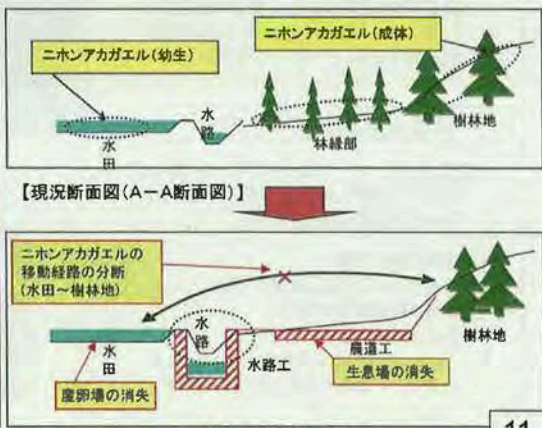 ニホンアカガエル(幼生)
ニホンアカガエル(成体)
水路
水田
林縁部
樹林地
【現況断面図(A-A断面図)】
ニホンアカガエルの
移動経路の分断
(水田~樹林地)
水路
水田
水路工
農道工
樹林地
産卵場の消失
生息場の消失
11